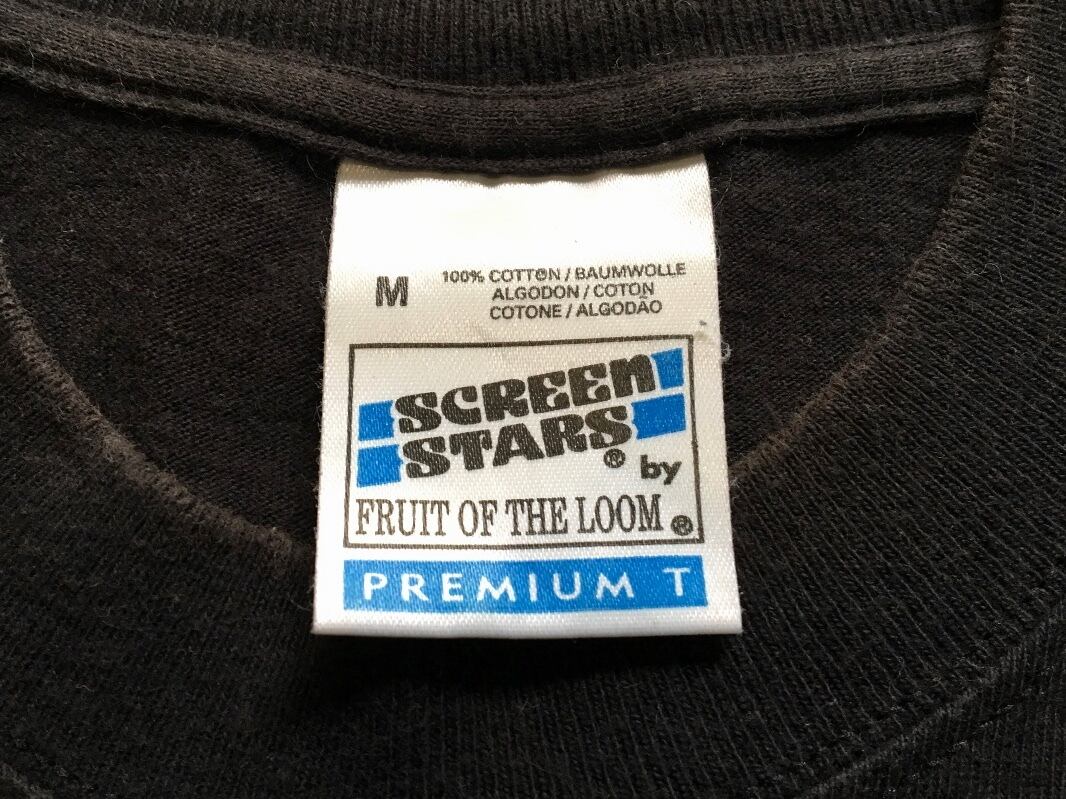 M
100% COTTON / BAUMWOLLE
ALGODON / COTON
COTONE / ALGODÃO
SCREEN
STARS® by
FRUIT OF THE LOOM®
PREMIUM T